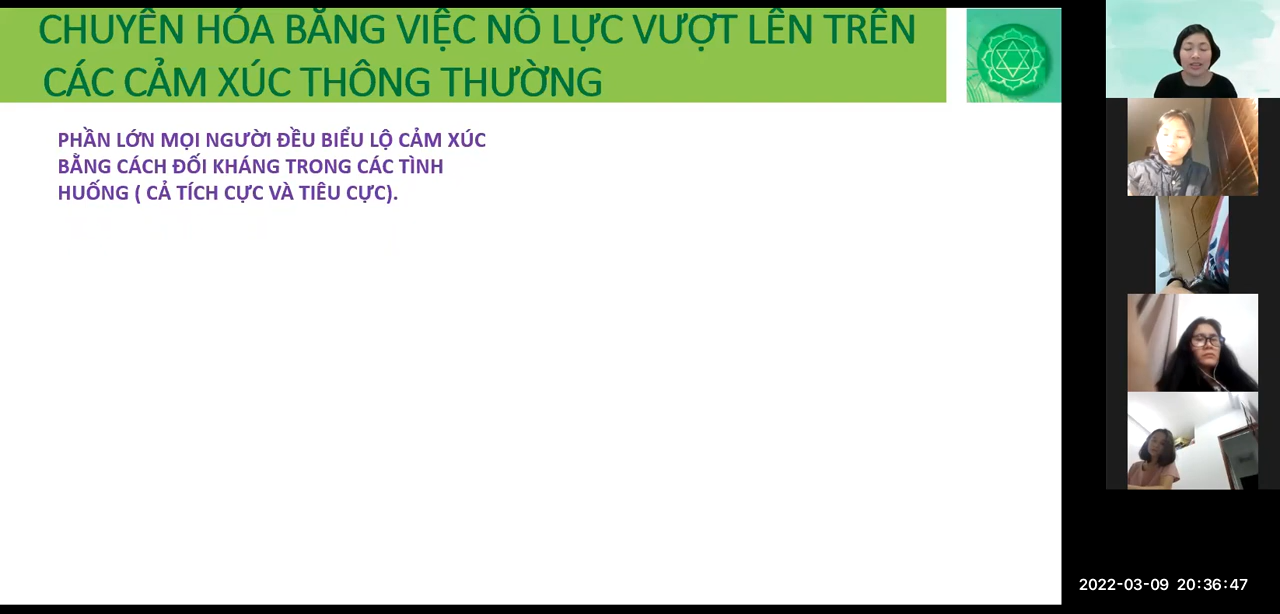 CHUYỂN HÓA BẰNG VIỆC NỖ LỰC VƯỢT LÊN TRÊN
CÁC CẢM XÚC THÔNG THƯỜNG
PHẦN LỚN MỌI NGƯỜI ĐỀU BIỂU LỘ CẢM XÚC
BẰNG CÁCH ĐỐI KHÁNG TRONG CÁC TÌNH
HUỐNG ( CẢ TÍCH CỰC VÀ TIÊU CỰC).
2022-03-09 20:36:47